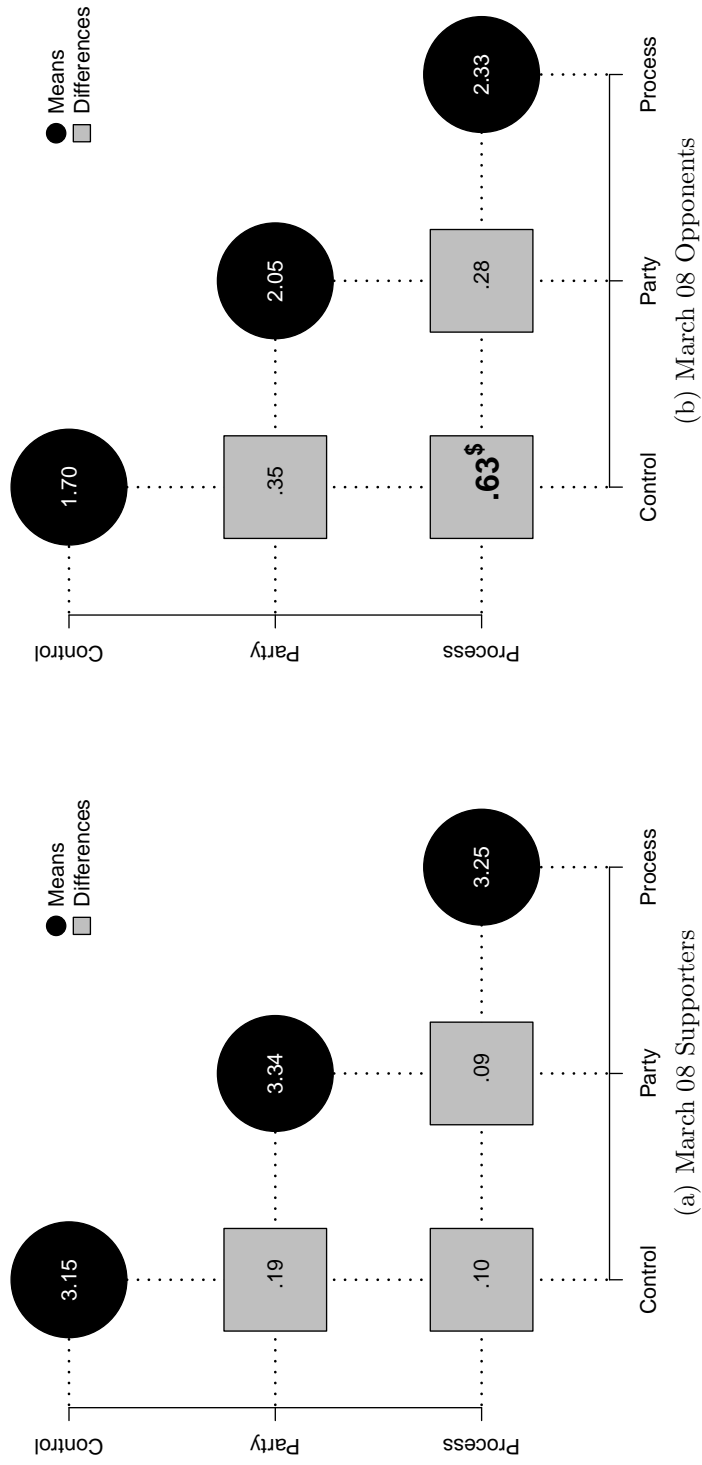 Control
Party
Process
3.15
.19
3.34
.10
.09
3.25
Means
Differences
Control
Party
Process
(a) March 08 Supporters
Control
Party
Process
1.70
.35
2.05
.63$
.28
2.33
Means
Differences
Control
Party
Process
(b) March 08 Opponents